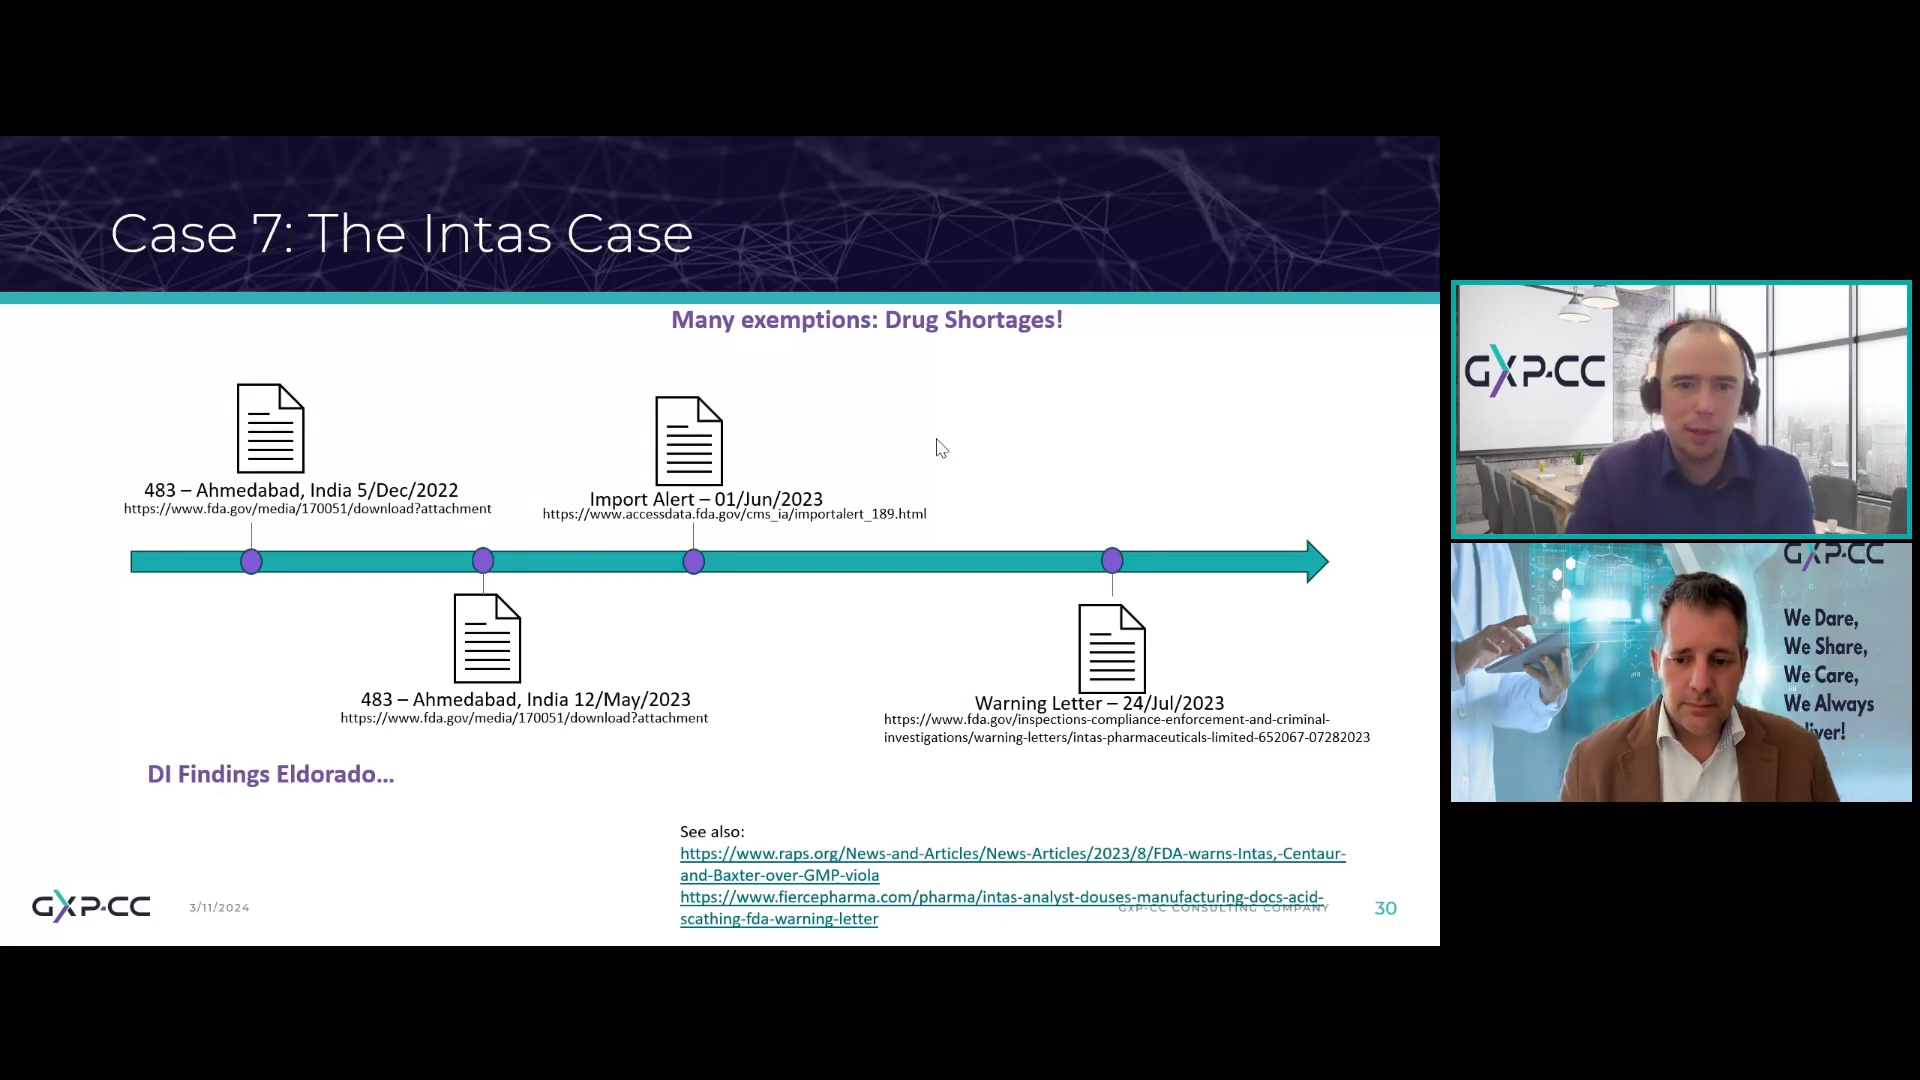 Case 7: The Intas Case
Many exemptions: Drug Shortages!
483 – Ahmedabad, India 5/Dec/2022
https://www.fda.gov/media/170051/download?attachment
Import Alert – 01/Jun/2023
https://www.accessdata.fda.gov/cms_ia/importalert_189.html
483 – Ahmedabad, India 12/May/2023
https://www.fda.gov/media/170051/download?attachment
Warning Letter – 24/Jul/2023
https://www.fda.gov/inspections-compliance-enforcement-and-criminal-
investigations/warning-letters/intas-pharmaceuticals-limited-652067-07282023
DI Findings Eldorado...
See also:
https://www.raps.org/News-and-Articles/News-Articles/2023/8/FDA-warns-Intas,-Centaur-
and-Baxter-over-GMP-viola
https://www.fiercepharma.com/pharma/intas-analyst-douses-manufacturing-docs-acid-
scathing-fda-warning-letter
GXP-CC
3/11/2024
GXP-CC CONSULTING COMPANY
30
GXP-CC
GXP-CC
We Dare,
We Share,
We Care,
We Always
liver!